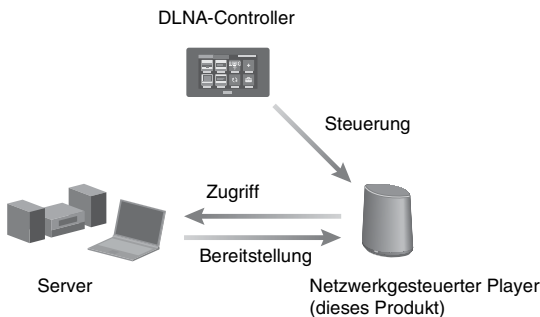 DLNA-Controller
Steuerung
Zugriff
Bereitstellung
Server
Netzwerkgesteuerter Player
(dieses Produkt)